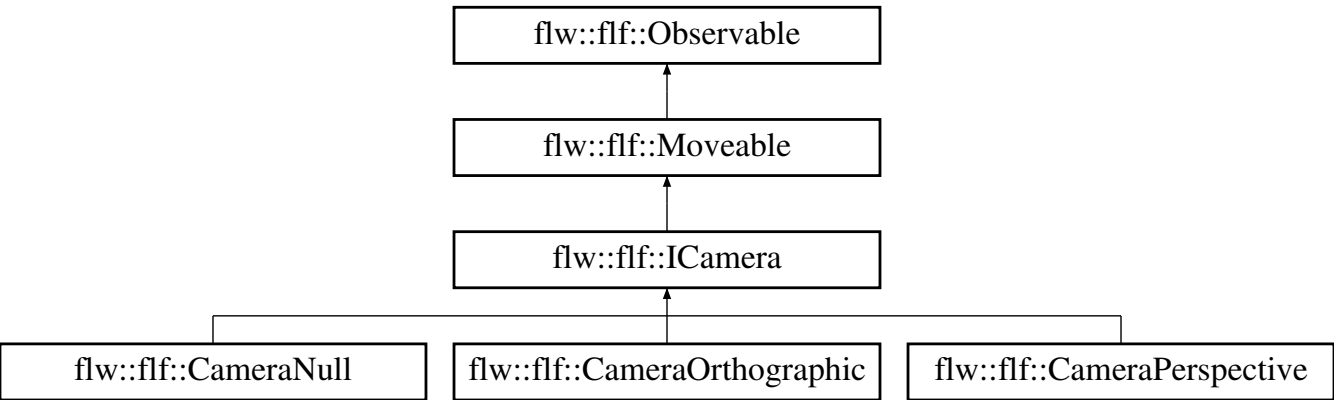 flw::flf::Observable
flw::flf::Moveable
flw::flf::ICamera
flw::flf::CameraNull
flw::flf::CameraOrthographic
flw::flf::CameraPerspective